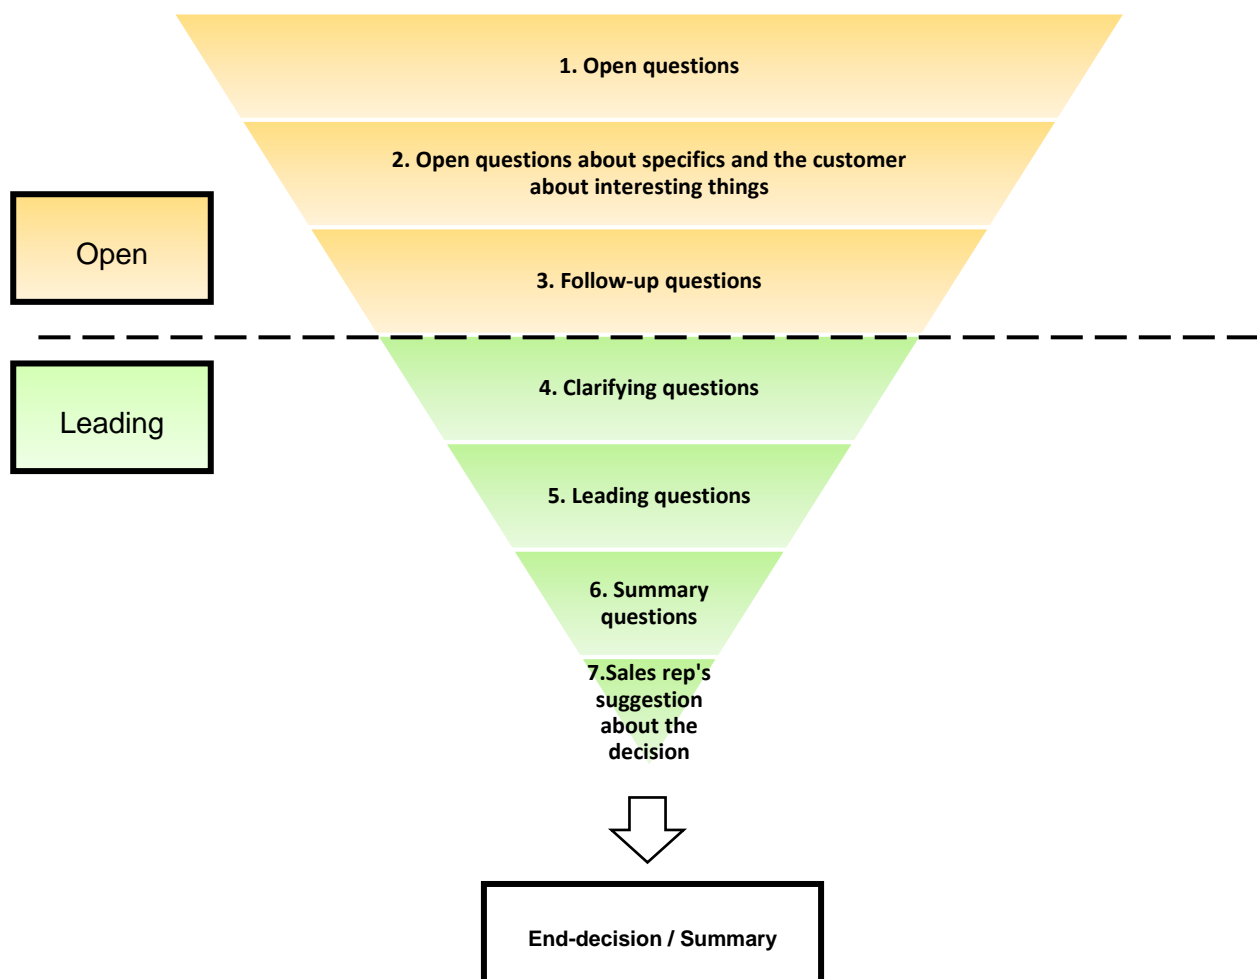 1. Open questions
2. Open questions about specifics and the customer
about interesting things
Open
3. Follow-up questions
4. Clarifying questions
Leading
5. Leading questions
6. Summary
questions
7.Sales rep's
suggestion
about the
decision
End-decision / Summary